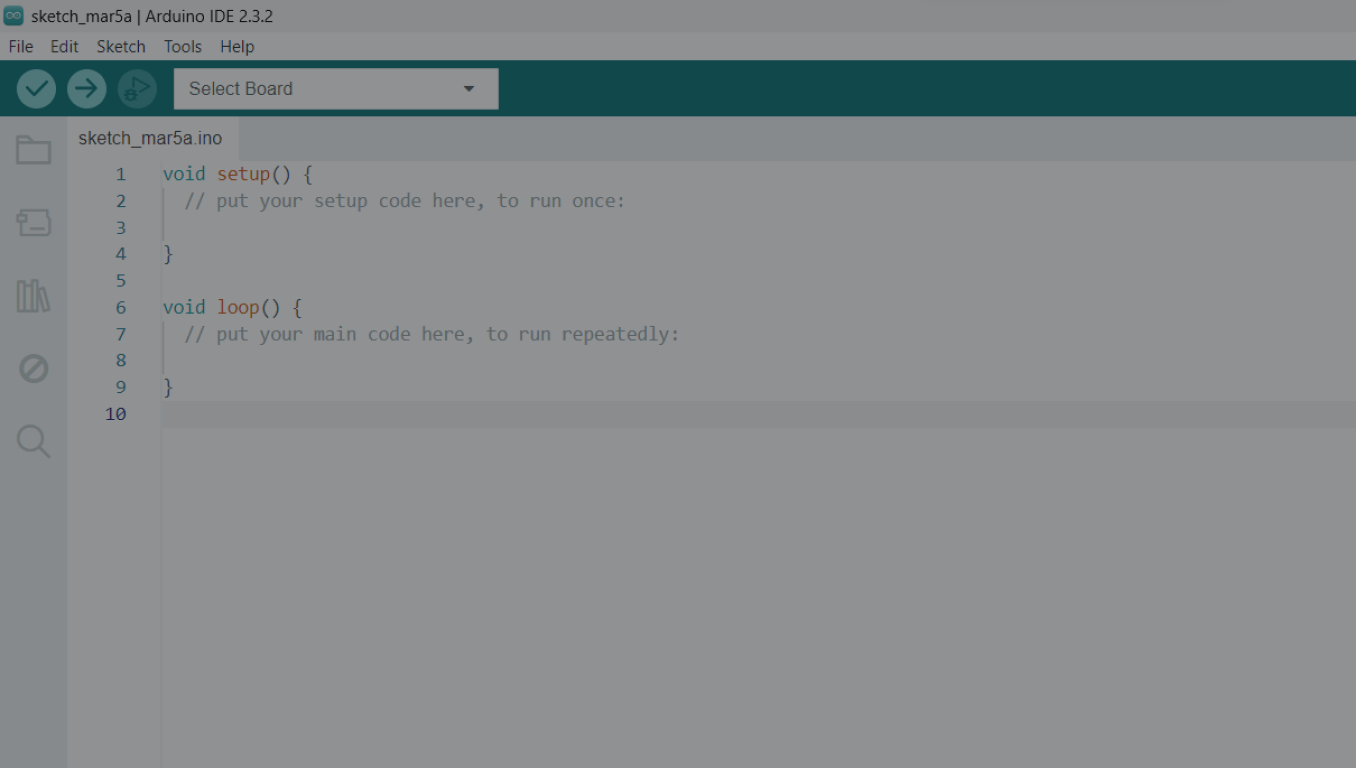 sketch_mar5a | Arduino IDE 2.3.2
File Edit Sketch Tools Help
Select Board
sketch_mar5a.ino
1 void setup() {
2 // put your setup code here, to run once:
3
4 }
5
6 void loop() {
7 // put your main code here, to run repeatedly:
8
9 }
10